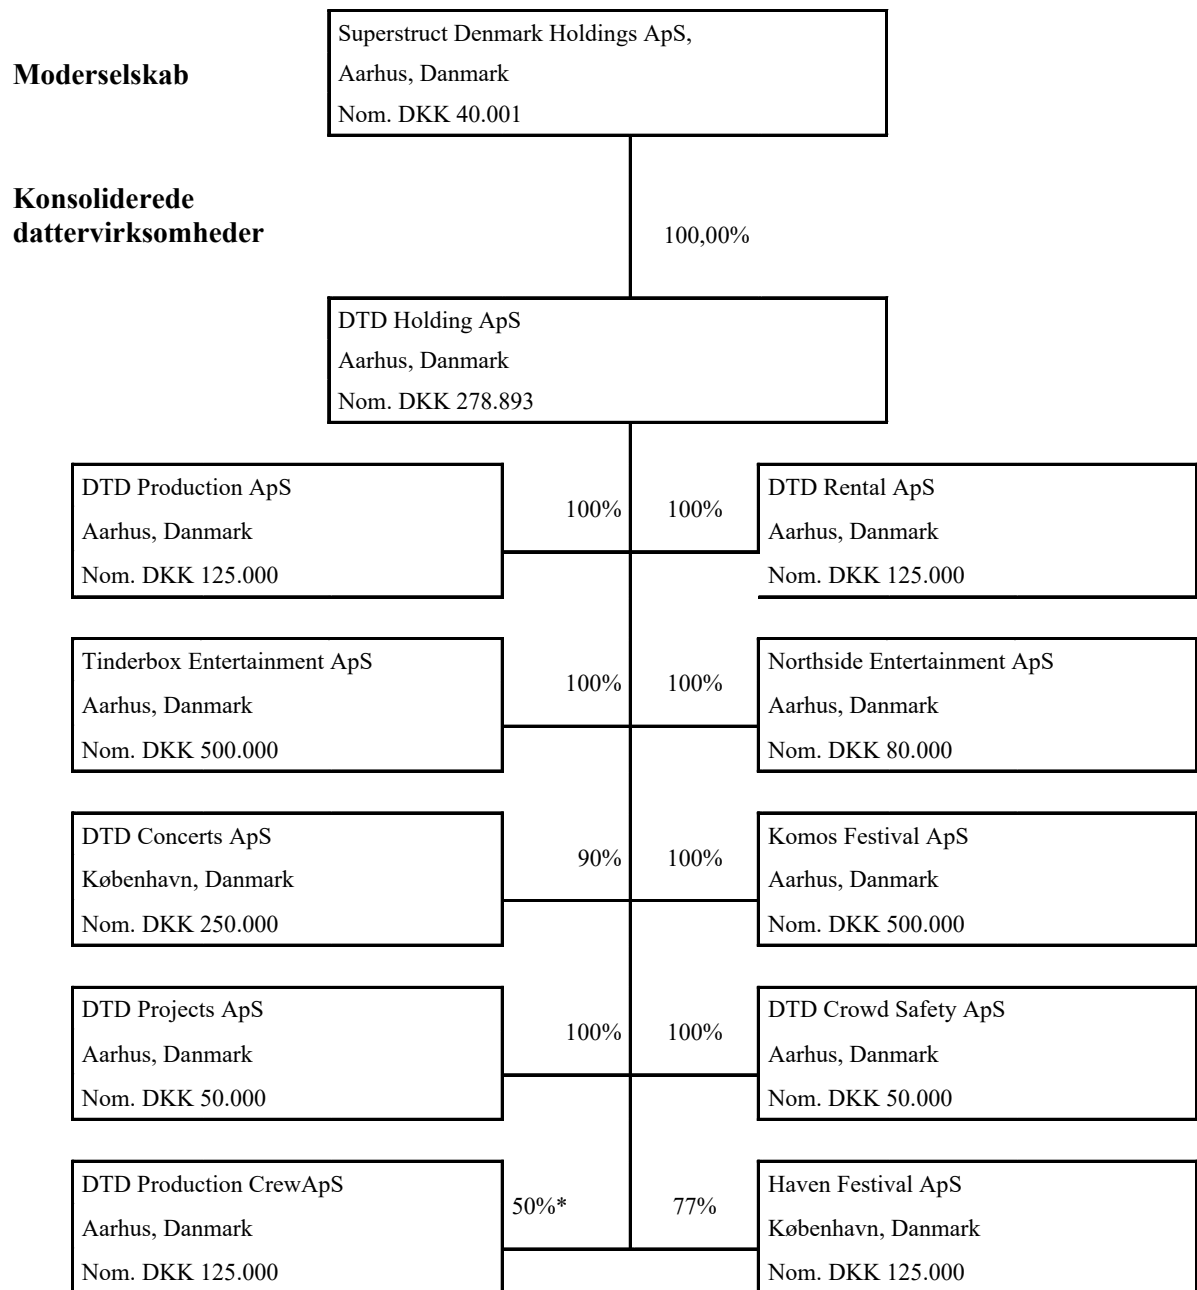 Superstruct Denmark Holdings ApS,
Moderselskab
Aarhus, Danmark
Nom. DKK 40.001
Konsoliderede
dattervirksomheder
100,00%
DTD Holding ApS
Aarhus, Danmark
Nom. DKK 278.893
DTD Production ApS
Aarhus, Danmark
Nom. DKK 125.000
100%
100%
DTD Rental ApS
Aarhus, Danmark
Nom. DKK 125.000
Tinderbox Entertainment ApS
Aarhus, Danmark
Nom. DKK 500.000
100%
100%
Northside Entertainment ApS
Aarhus, Danmark
Nom. DKK 80.000
DTD Concerts ApS
København, Danmark
Nom. DKK 250.000
90%
100%
Komos Festival ApS
Aarhus, Danmark
Nom. DKK 500.000
DTD Projects ApS
Aarhus, Danmark
Nom. DKK 50.000
100%
100%
DTD Crowd Safety ApS
Aarhus, Danmark
Nom. DKK 50.000
DTD Production CrewApS
Aarhus, Danmark
Nom. DKK 125.000
50%*
77%
Haven Festival ApS
København, Danmark
Nom. DKK 125.000